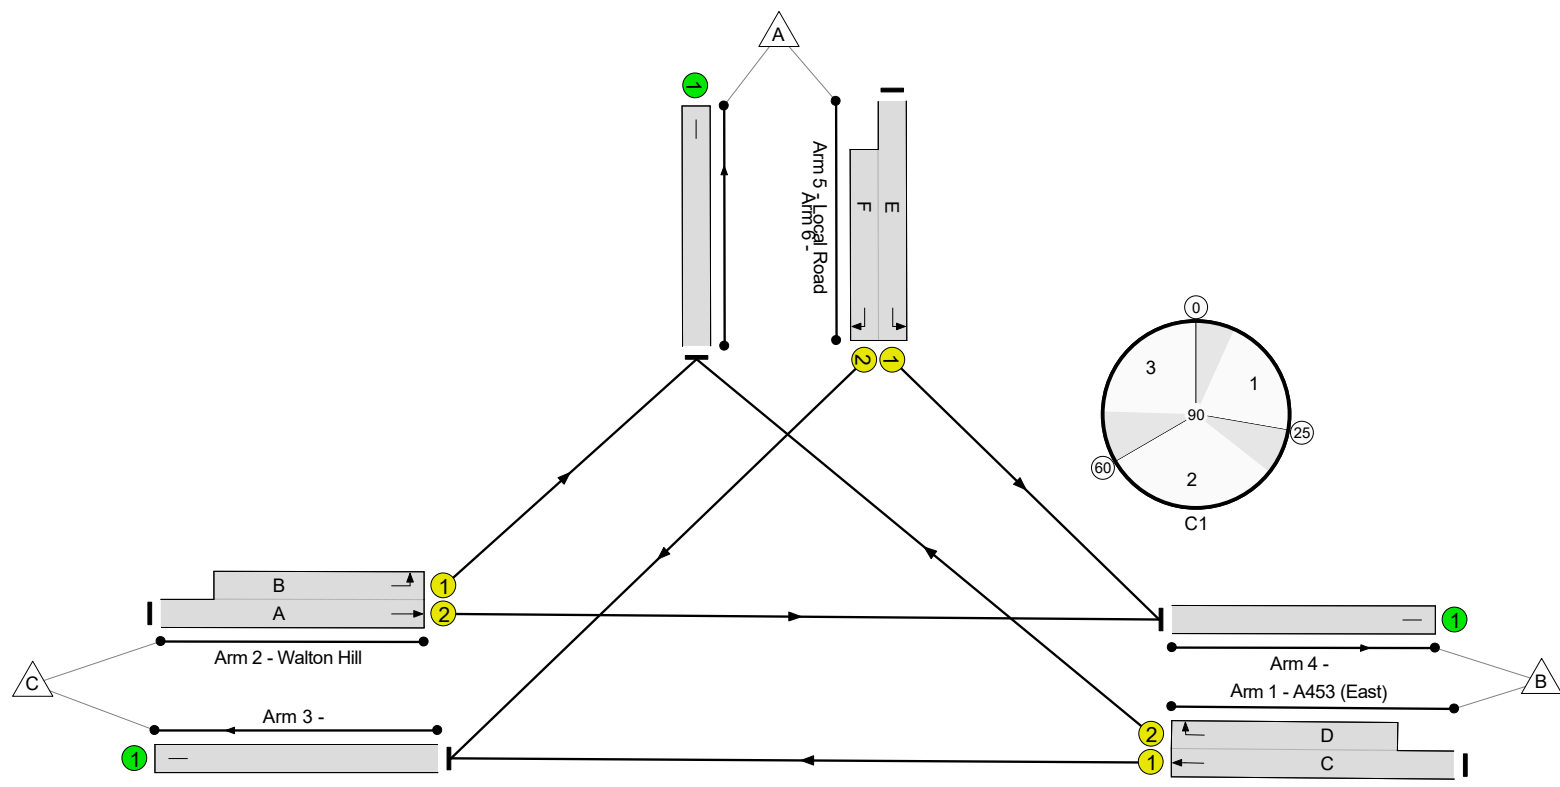 A
1
Arm 5 - Local Road
Arm 6 -
F E
2 1
0
3
1
90
25
60
2
C1
B
1
A
2
Arm 2 - Walton Hill
C
Arm 3 -
1
1
Arm 4 -
Arm 1 - A453 (East)
B
2
D
1
C